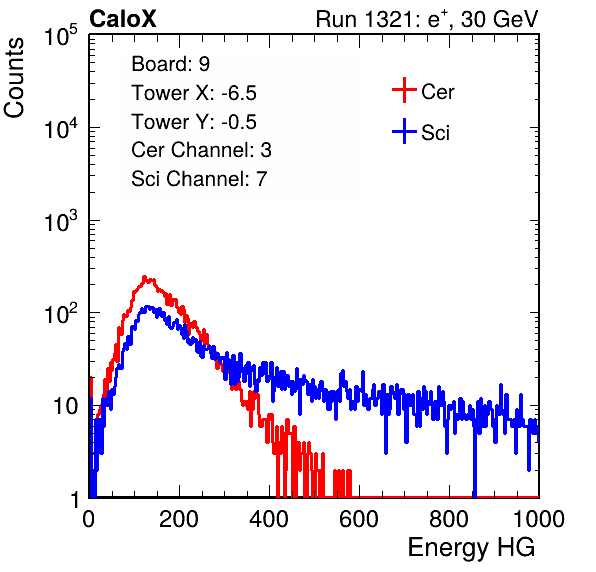 CaloX Run 1321: e⁺, 30 GeV
Counts
Board: 9
Tower X: -6.5
Tower Y: -0.5
Cer Channel: 3
Sci Channel: 7
Cer
Sci
10⁵
10⁴
10³
10²
10
1
0 200 400 600 800 1000
Energy HG